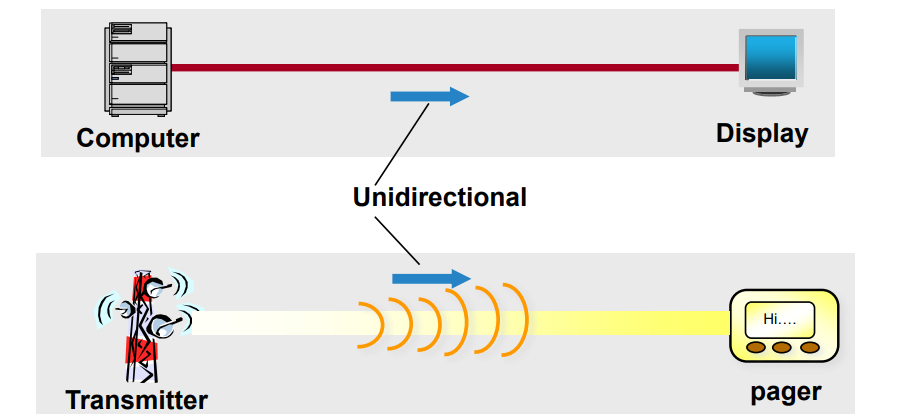 Computer
Display
Unidirectional
Hi....
Transmitter
pager